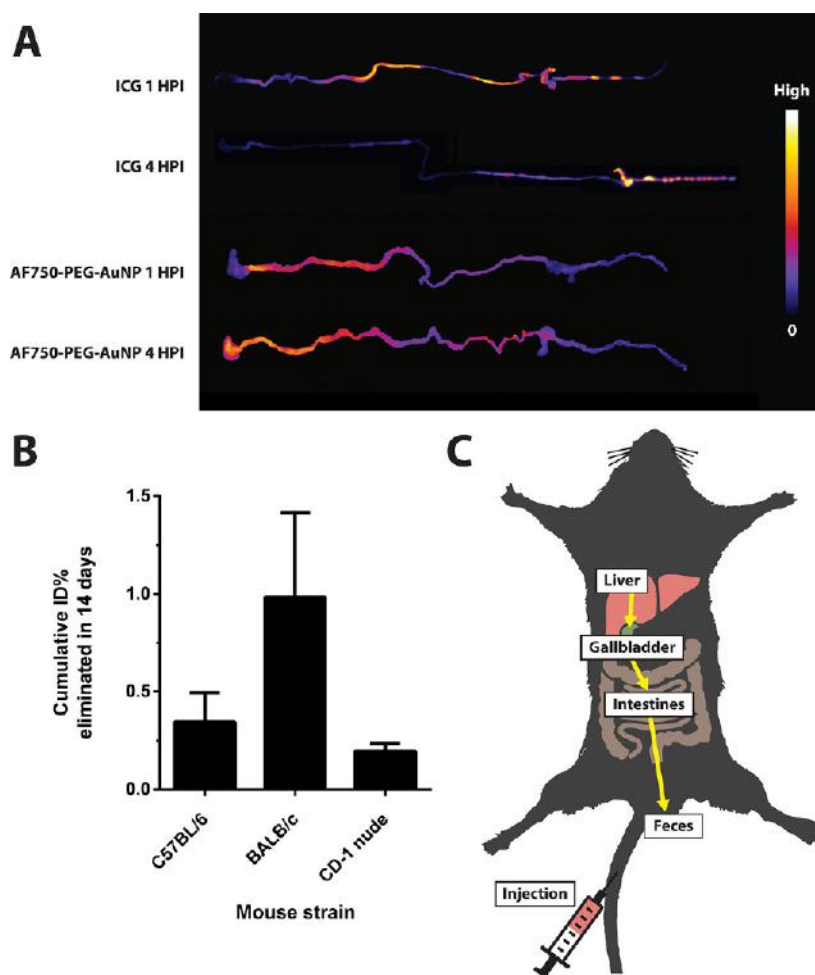 A
ICG 1 HPI
ICG 4 HPI
AF750-PEG-AuNP 1 HPI
AF750-PEG-AuNP 4 HPI
High
0
B
Cumulative ID%
eliminated in 14 days
1.5
1.0
0.5
0.0
C57BL/6
BALB/c
CD-1 nude
Mouse strain
C
Liver
Gallbladder
Intestines
Feces
Injection